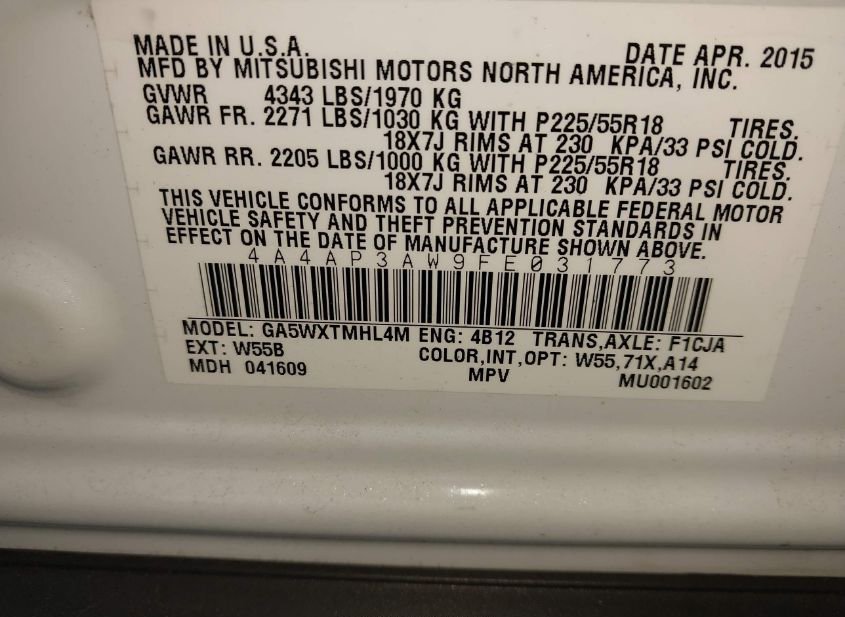 MADE IN U.S.A. DATE APR. 2015
MFD BY MITSUBISHI MOTORS NORTH AMERICA, INC.
GVWR 4343 LBS/1970 KG
GAWR FR. 2271 LBS/1030 KG WITH P225/55R18 TIRES.
18X7J RIMS AT 230 KPA/33 PSI COLD.
GAWR RR. 2205 LBS/1000 KG WITH P225/55R18 TIRES.
18X7J RIMS AT 230 KPA/33 PSI COLD.
THIS VEHICLE CONFORMS TO ALL APPLICABLE FEDERAL MOTOR
VEHICLE SAFETY AND THEFT PREVENTION STANDARDS IN
EFFECT ON THE DATE OF MANUFACTURE SHOWN ABOVE.
4A4AP3AW9FE031773
MODEL: GA5WXTMHL4M ENG: 4B12 TRANS,AXLE: F1CJA
EXT: W55B COLOR,INT,OPT: W55,71X,A14
MDH 041609 MPV MU001602